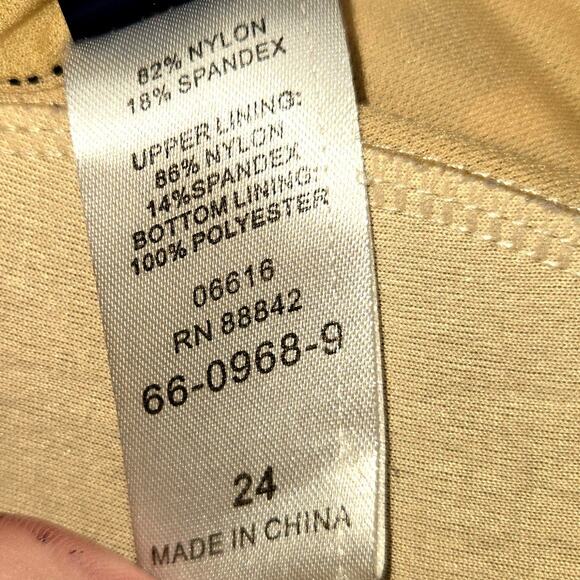 82% NYLON
18% SPANDEX
UPPER LINING:
86% NYLON
14%SPANDEX
BOTTOM LINING:
100% POLYESTER
06616
RN 88842
66-0968-9
24
MADE IN CHINA